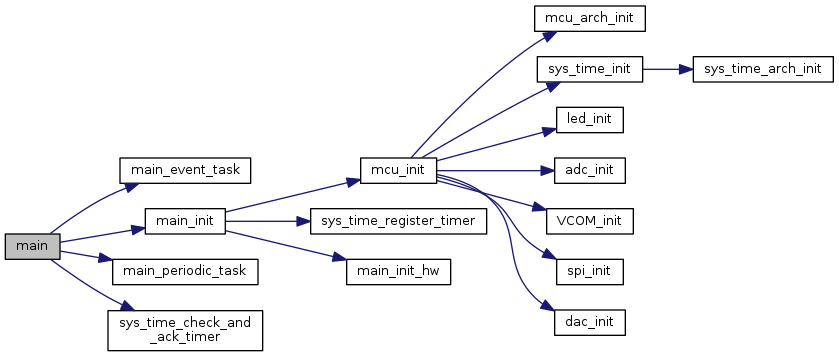 mcu_arch_init
sys_time_init
sys_time_arch_init
led_init
main_event_task
mcu_init
adc_init
main_init
sys_time_register_timer
VCOM_init
main
main_periodic_task
main_init_hw
spi_init
sys_time_check_and
_ack_timer
dac_init